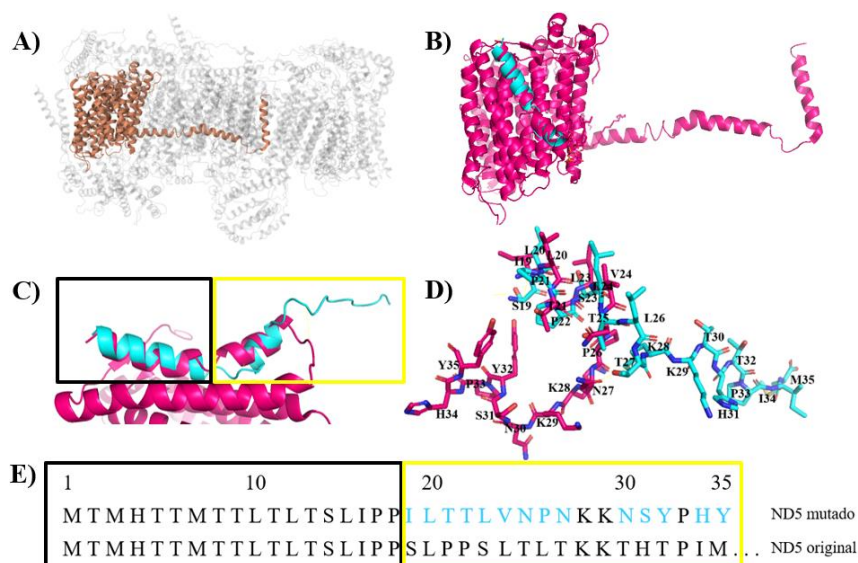 A)
B)
C)
D)
L20
I19 L20
P21 L23 V24
L24
S19 T21 S23
P22 T25 L26
P26 K28 T30
Y35 Y32 T27 K29 T32
P33 K28 P33 M35
N27 I34
H34 S31 H31
N30 K29
E) 1 10 20 30 35
M T M H T T M T T L T L T S L I P P I L T T L V N P N K K N S Y P H Y ND5 mutado
M T M H T T M T T L T L T S L I P P S L P P S L T L T K K T H T P I M . . . ND5 original